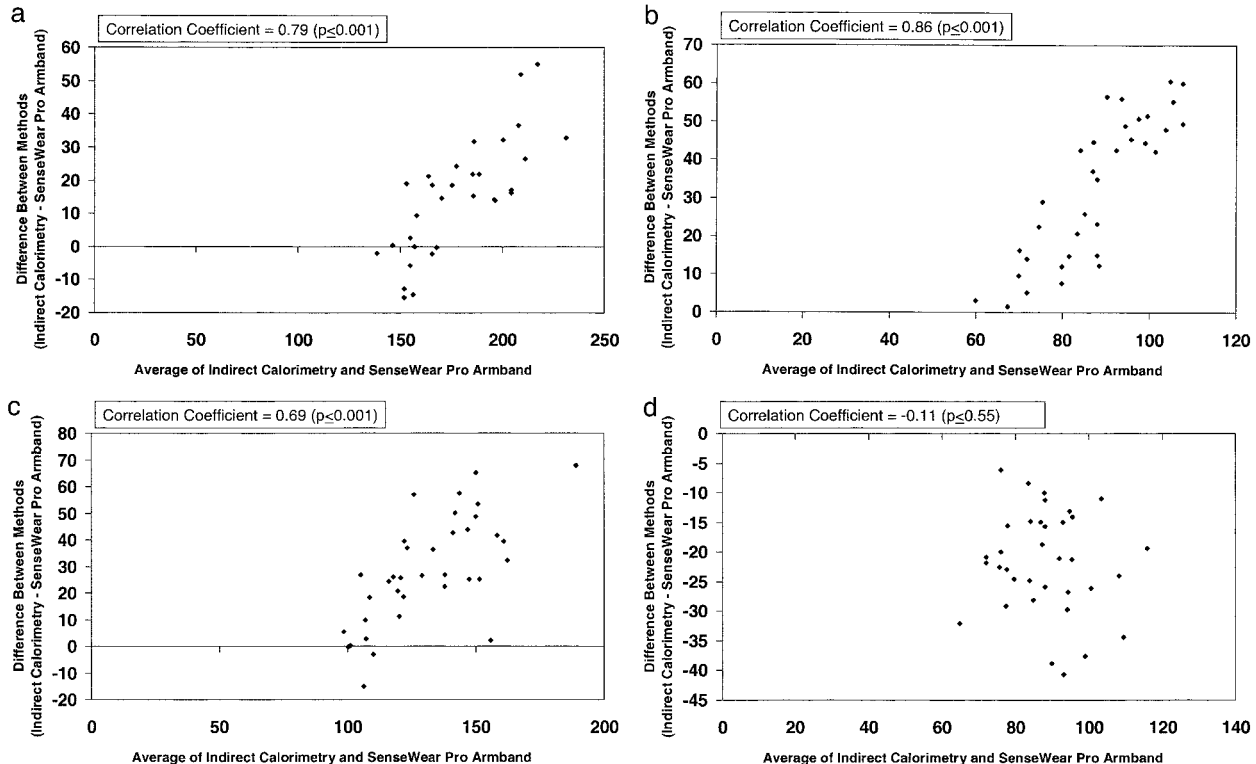 a
Correlation Coefficient = 0.79 (p≤0.001)
Difference Between Methods
(Indirect Calorimetry - SenseWear Pro Armband)
60
50
40
30
20
10
0
-10
-20
0 50 100 150 200 250
Average of Indirect Calorimetry and SenseWear Pro Armband
b
Correlation Coefficient = 0.86 (p≤0.001)
Difference Between Methods
(Indirect Calorimetry - SenseWear Pro Armband)
70
60
50
40
30
20
10
0
0 20 40 60 80 100 120
Average of Indirect Calorimetry and SenseWear Pro Armband
c
Correlation Coefficient = 0.69 (p≤0.001)
Difference Between Methods
(Indirect Calorimetry - SenseWear Pro Armband)
80
70
60
50
40
30
20
10
0
-10
-20
0 50 100 150 200
Average of Indirect Calorimetry and SenseWear Pro Armband
d
Correlation Coefficient = -0.11 (p≤0.55)
Difference Between Methods
(Indirect Calorimetry - SenseWear Pro Armband)
0
-5
-10
-15
-20
-25
-30
-35
-40
-45
0 20 40 60 80 100 120 140
Average of Indirect Calorimetry and SenseWear Pro Armband